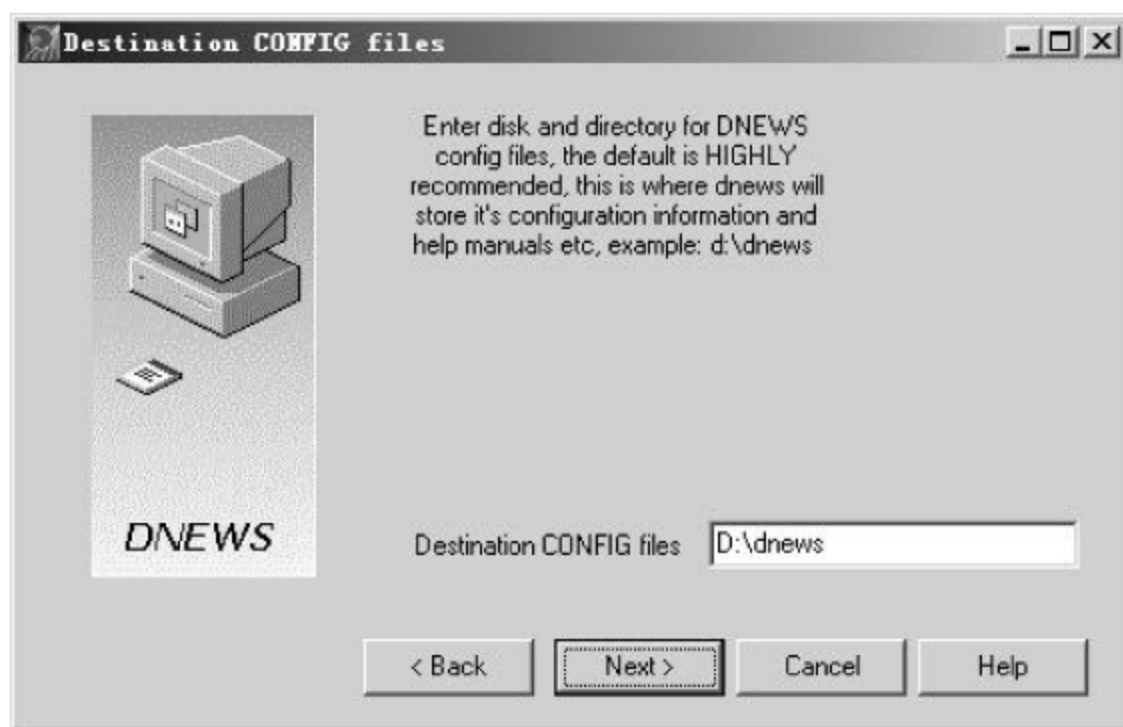 Destination CONFIG files
Enter disk and directory for DNEWS
config files, the default is HIGHLY
recommended, this is where dnews will
store it's configuration information and
help manuals etc, example: d:\dnews
DNEWS
Destination CONFIG files D:\dnews
< Back Next > Cancel Help